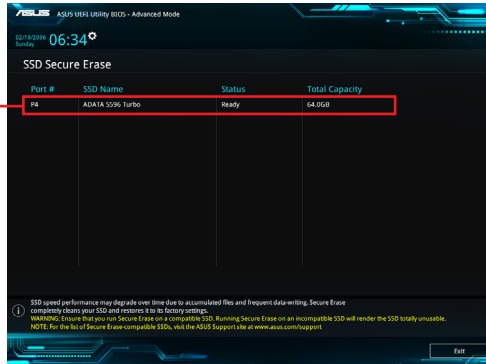 ASUS ASUS UEFI Utility BIOS - Advanced Mode
02/19/2096
Sunday
06:34
SSD Secure Erase
Port # SSD Name Status Total Capacity
P4 ADATA S596 Turbo Ready 64.0GB
SSD speed performance may degrade over time due to accumulated files and frequent data-writing. Secure Erase
completely cleans your SSD and restores it to its factory settings.
WARNING: Ensure that you run Secure Erase on a compatible SSD. Running Secure Erase on an incompatible SSD will render the SSD totally unusable.
NOTE: For the list of Secure Erase-compatible SSDs, visit the ASUS Support site at www.asus.com/support
Exit